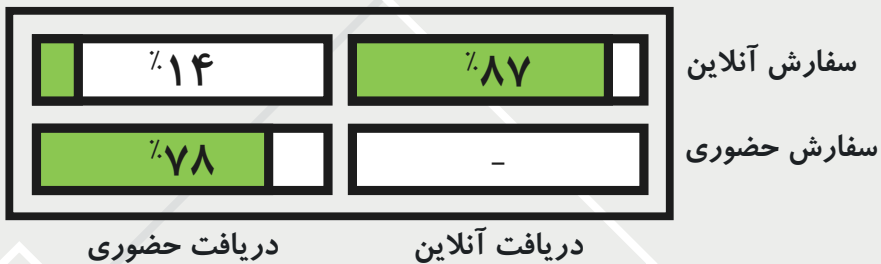 سفارش آنلاین ٪۸۷ ٪۱۴
سفارش حضوری - ٪۷۸
دریافت آنلاین دریافت حضوری